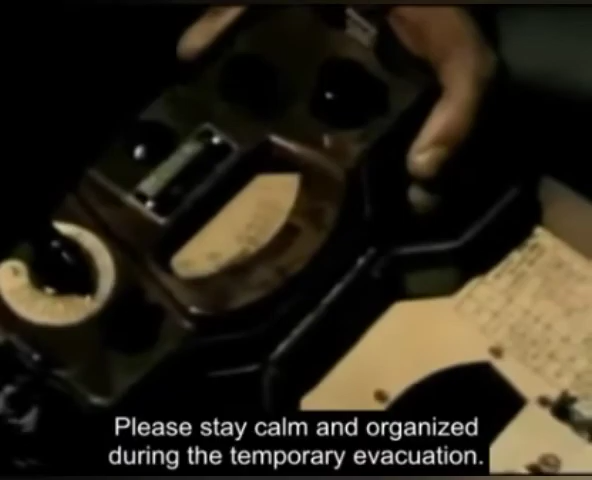 Please stay calm and organized
during the temporary evacuation.